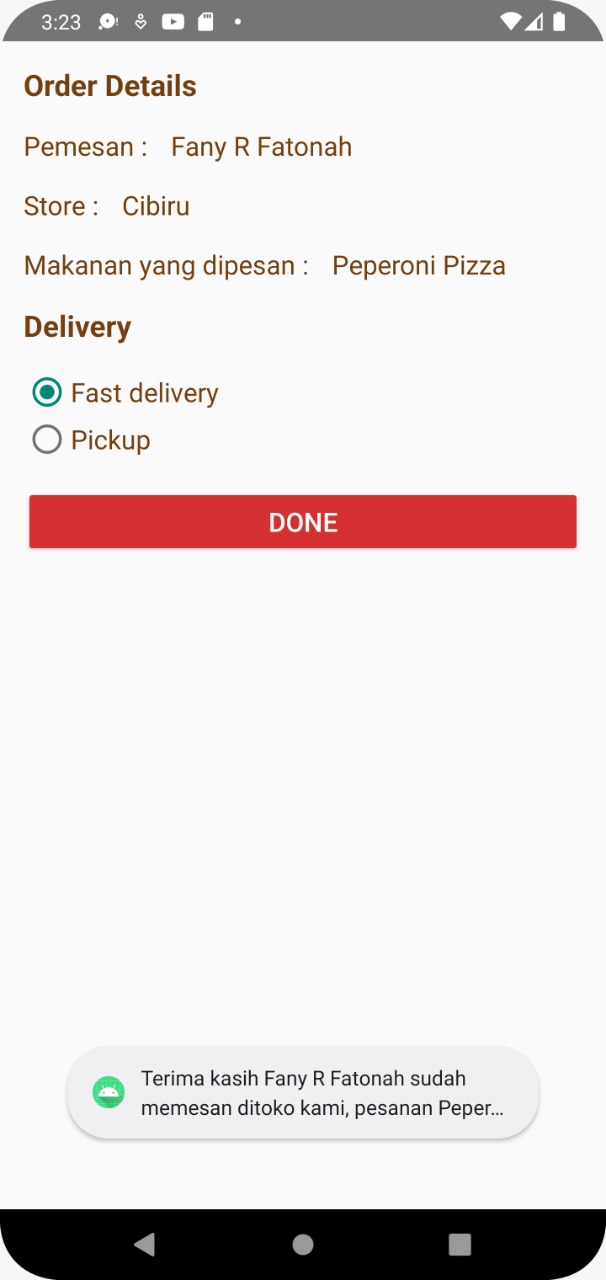 3:23
Order Details
Pemesan : Fany R Fatonah
Store : Cibiru
Makanan yang dipesan : Peperoni Pizza
Delivery
Fast delivery
Pickup
DONE
Terima kasih Fany R Fatonah sudah
memesan ditoko kami, pesanan Peper...